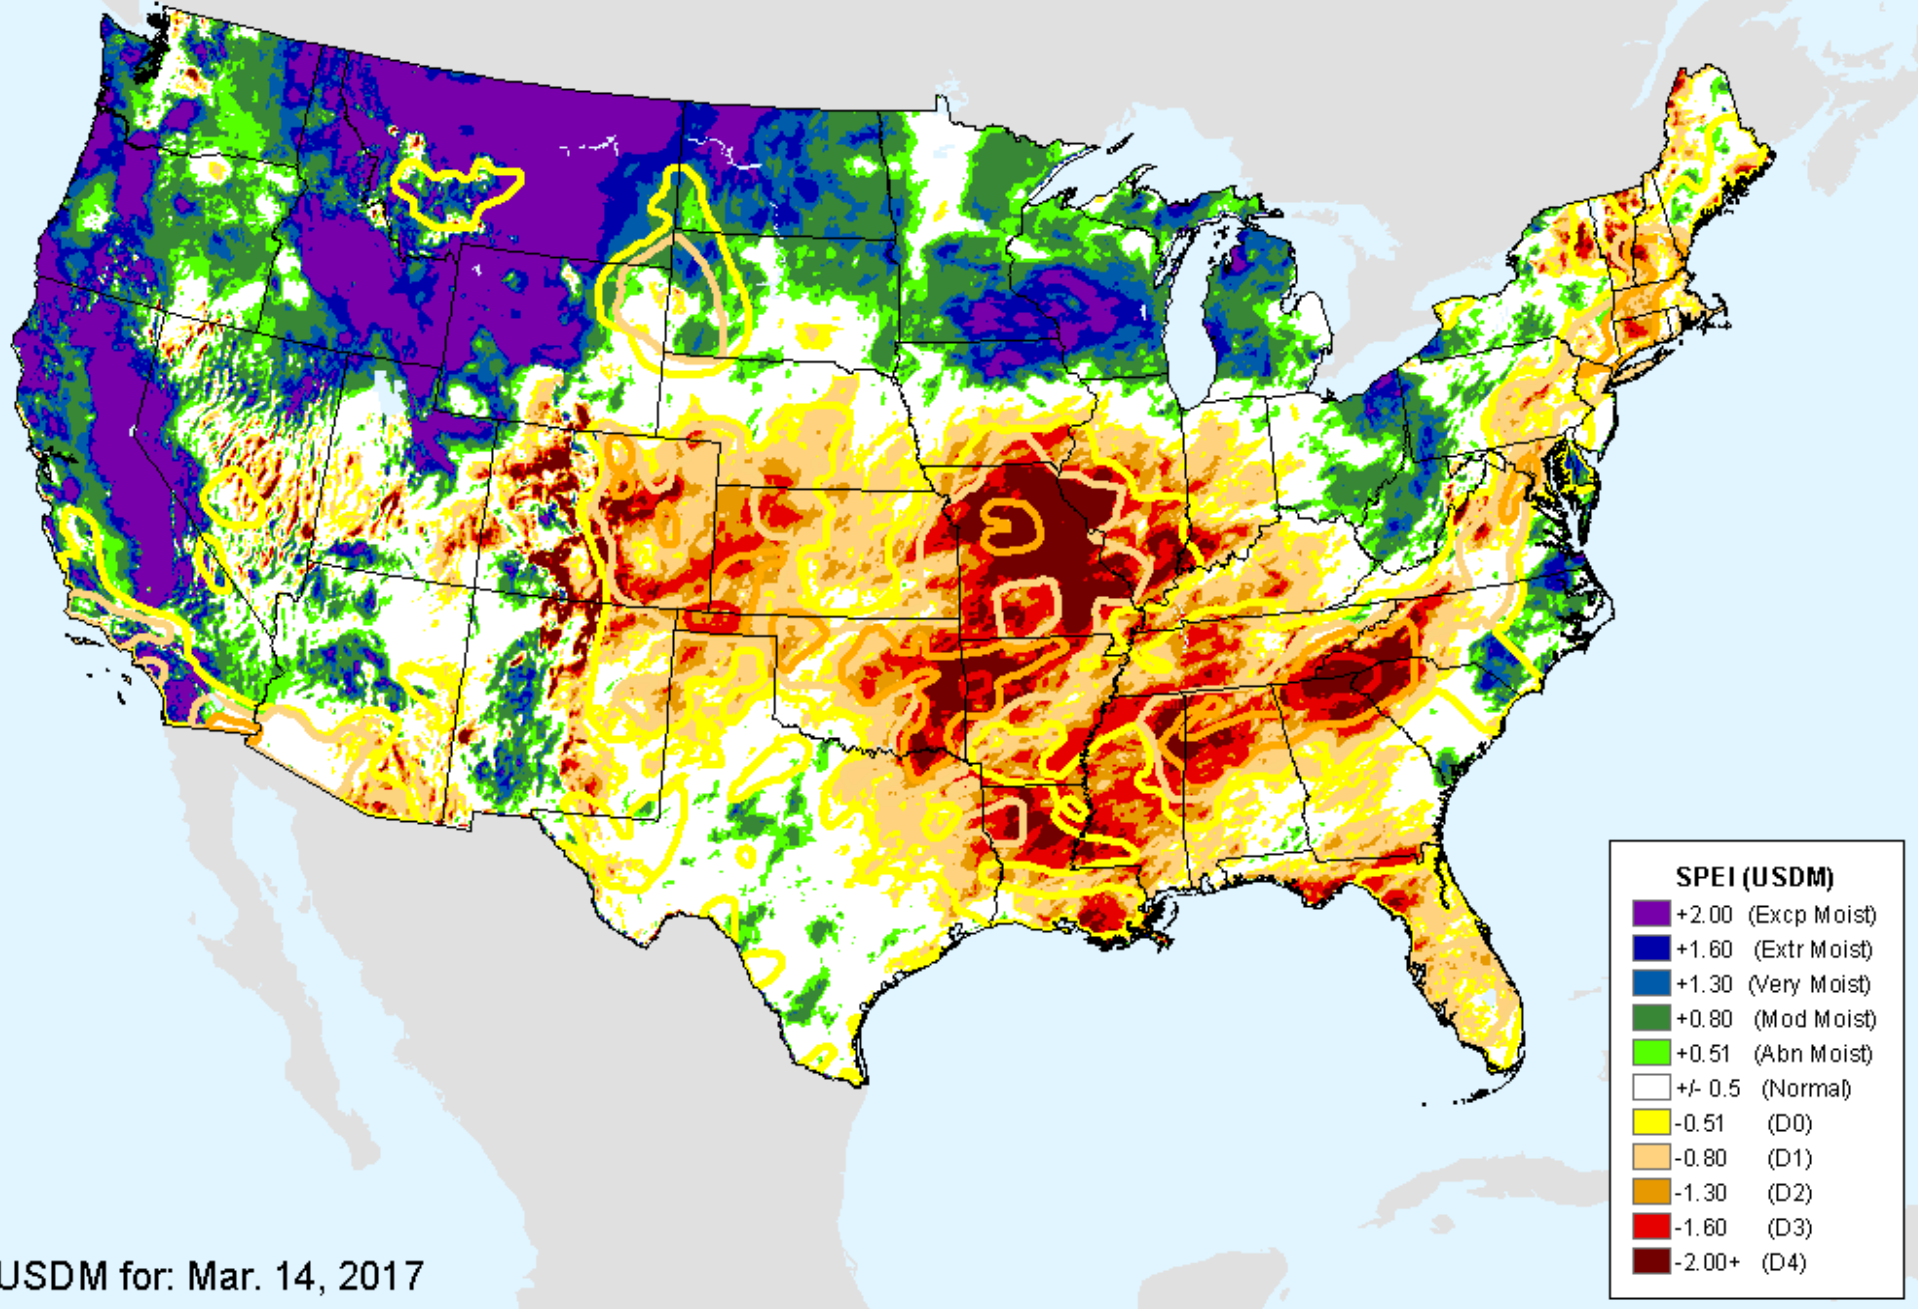 SPEI (USDM)
+2.00 (Excp Moist)
+1.60 (Extr Moist)
+1.30 (Very Moist)
+0.80 (Mod Moist)
+0.51 (Abn Moist)
+/- 0.5 (Normal)
-0.51 (D0)
-0.80 (D1)
-1.30 (D2)
-1.60 (D3)
-2.00+ (D4)
USDM for: Mar. 14, 2017